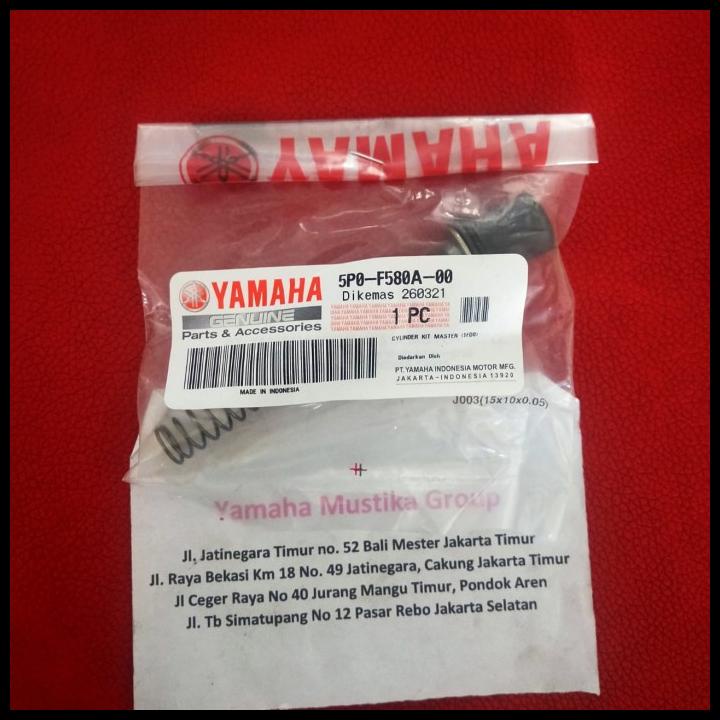 YAMAHA
YAMAHA
GENUINE
Parts & Accessories
5P0-F580A-00
Dikemas 260321
1 PC
CYLINDER KIT MASTER
Diedarkan Oleh
PT. YAMAHA INDONESIA MOTOR MFG.
JAKARTA-INDONESIA 13920
MADE IN INDONESIA
J003(15x10x0.05)
Yamaha Mustika Group
Jl. Jatinegara Timur no. 52 Bali Mester Jakarta Timur
Jl. Raya Bekasi Km 18 No. 49 Jatinegara, Cakung Jakarta Timur
Jl Ceger Raya No 40 Jurang Mangu Timur, Pondok Aren
Jl. Tb Simatupang No 12 Pasar Rebo Jakarta Selatan